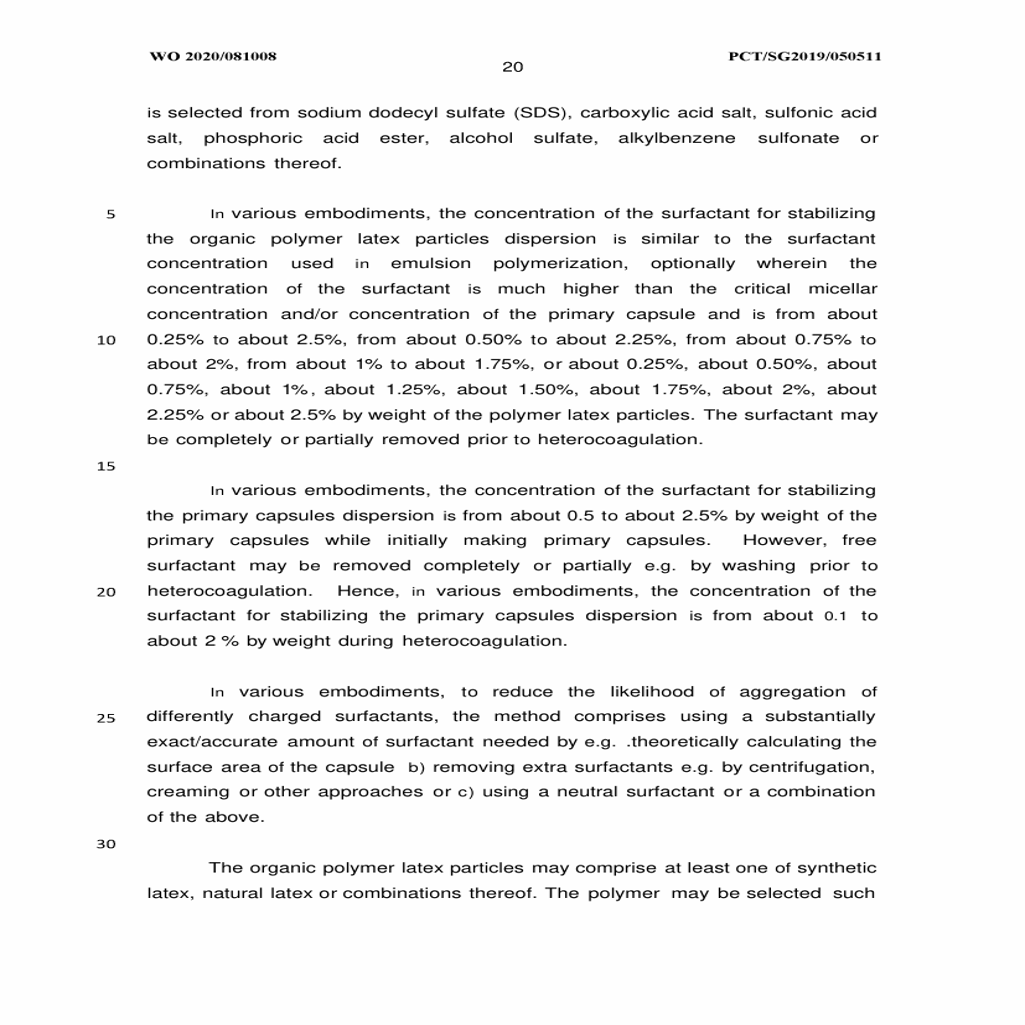 WO 2020/081008
PCT/SG2019/050511
20
is selected from sodium dodecyl sulfate (SDS), carboxylic acid salt, sulfonic acid
salt, phosphoric acid ester, alcohol sulfate, alkylbenzene sulfonate or
combinations thereof.
5 In various embodiments, the concentration of the surfactant for stabilizing
the organic polymer latex particles dispersion is similar to the surfactant
concentration used in emulsion polymerization, optionally wherein the
concentration of the surfactant is much higher than the critical micellar
concentration and/or concentration of the primary capsule and is from about
10 0.25% to about 2.5%, from about 0.50% to about 2.25%, from about 0.75% to
about 2%, from about 1% to about 1.75%, or about 0.25%, about 0.50%, about
0.75%, about 1%, about 1.25%, about 1.50%, about 1.75%, about 2%, about
2.25% or about 2.5% by weight of the polymer latex particles. The surfactant may
be completely or partially removed prior to heterocoagulation.
15
In various embodiments, the concentration of the surfactant for stabilizing
the primary capsules dispersion is from about 0.5 to about 2.5% by weight of the
primary capsules while initially making primary capsules. However, free
surfactant may be removed completely or partially e.g. by washing prior to
20 heterocoagulation. Hence, in various embodiments, the concentration of the
surfactant for stabilizing the primary capsules dispersion is from about 0.1 to
about 2 % by weight during heterocoagulation.
In various embodiments, to reduce the likelihood of aggregation of
25 differently charged surfactants, the method comprises using a substantially
exact/accurate amount of surfactant needed by e.g. .theoretically calculating the
surface area of the capsule b) removing extra surfactants e.g. by centrifugation,
creaming or other approaches or c) using a neutral surfactant or a combination
of the above.
30
The organic polymer latex particles may comprise at least one of synthetic
latex, natural latex or combinations thereof. The polymer may be selected such